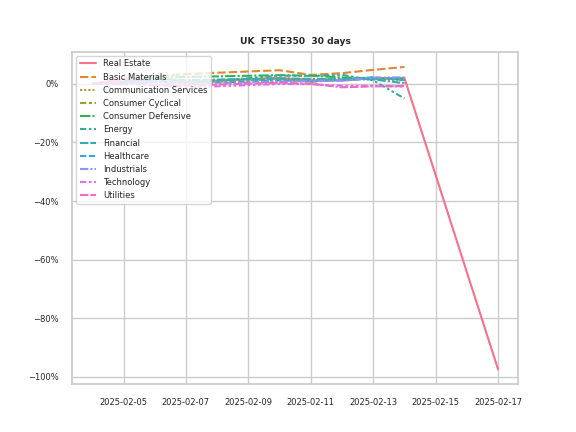 UK FTSE350 30 days
Real Estate
Basic Materials
Communication Services
Consumer Cyclical
Consumer Defensive
Energy
Financial
Healthcare
Industrials
Technology
Utilities
0%
−20%
−40%
−60%
−80%
−100%
2025-02-05 2025-02-07 2025-02-09 2025-02-11 2025-02-13 2025-02-15 2025-02-17